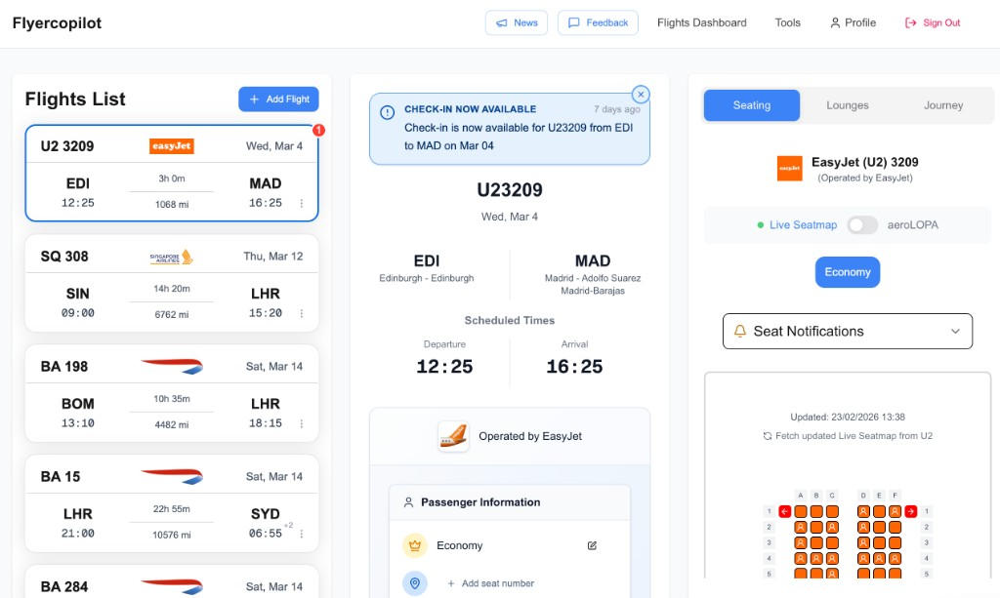 Flyercopilot
News
Feedback
Flights Dashboard
Tools
Profile
Sign Out
Flights List
Add Flight
1
U2 3209
easyJet
Wed, Mar 4
EDI
3h 0m
MAD
12:25
1068 mi
16:25
SQ 308
SINGAPORE AIRLINES
Thu, Mar 12
SIN
14h 20m
LHR
09:00
6762 mi
15:20
BA 198
Sat, Mar 14
BOM
10h 35m
LHR
13:10
4482 mi
18:15
BA 15
Sat, Mar 14
LHR
22h 55m
SYD
21:00
10576 mi
06:55 +2
BA 284
Sat, Mar 14
CHECK-IN NOW AVAILABLE
7 days ago
Check-in is now available for U23209 from EDI
to MAD on Mar 04
U23209
Wed, Mar 4
EDI
Edinburgh - Edinburgh
MAD
Madrid - Adolfo Suarez
Madrid-Barajas
Scheduled Times
Departure
12:25
Arrival
16:25
Operated by EasyJet
Passenger Information
Economy
Add seat number
Seating
Lounges
Journey
easyJet
EasyJet (U2) 3209
(Operated by EasyJet)
Live Seatmap
aeroLOPA
Economy
Seat Notifications
Updated: 23/02/2026 13:38
Fetch updated Live Seatmap from U2
A B C D E F
1 1
2 2
3 3
4 4
5 5